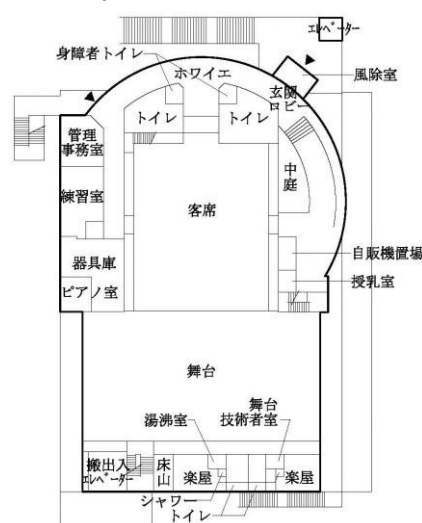 エレベーター
身障者トイレ
ホワイエ
風除室
玄関
ロビー
トイレ
トイレ
管理
事務室
中
庭
練習室
客席
自販機置場
器具庫
授乳室
ピアノ室
舞台
舞台
湯沸室
技術者室
搬出入
エレベーター
床
山
楽屋
楽屋
シャワー
トイレ